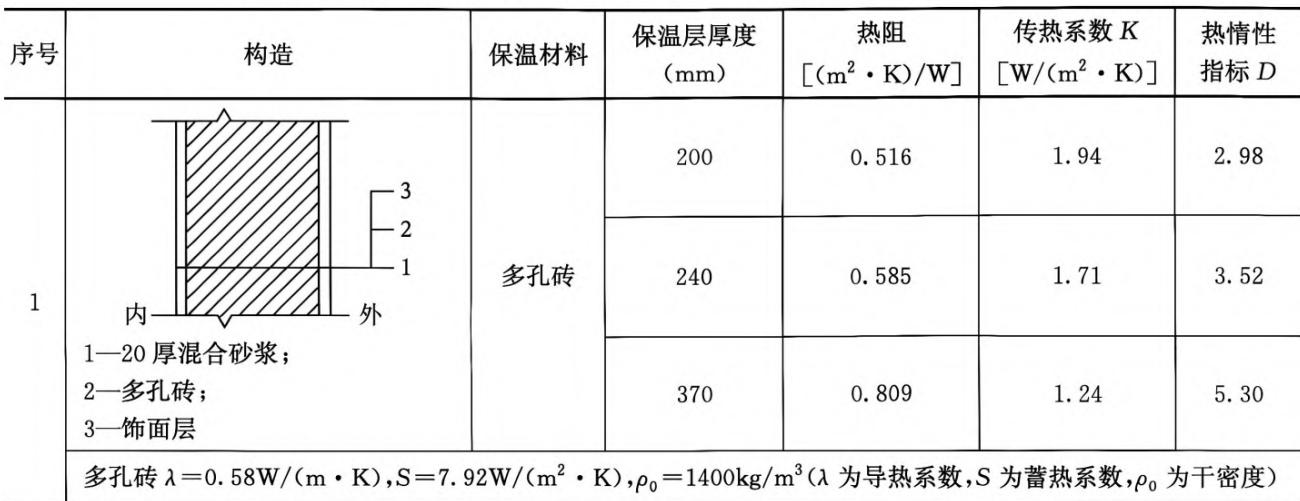 序号 构造 保温材料 保温层厚度（mm） 热阻［(m²・K)/W］ 传热系数 K［W/(m²・K)］ 热惰性指标 D
200 0.516 1.94 2.98
3
2
1
1 多孔砖 240 0.585 1.71 3.52
内 外
1—20 厚混合砂浆；
2—多孔砖； 370 0.809 1.24 5.30
3—饰面层
多孔砖 λ=0.58W/(m・K),S=7.92W/(m²・K),ρ₀=1400kg/m³(λ 为导热系数,S 为蓄热系数,ρ₀ 为干密度)